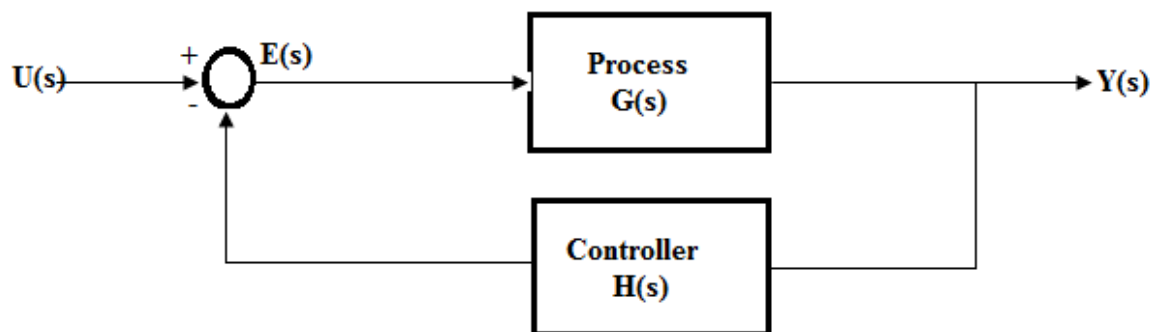 +
E(s)
U(s)
-
Process
G(s)
Y(s)
Controller
H(s)